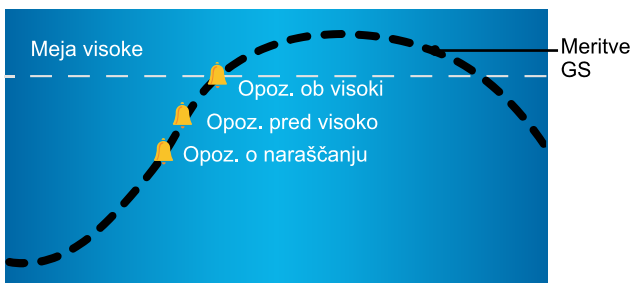 Meja visoke
Meritve
GS
Opoz. ob visoki
Opoz. pred visoko
Opoz. o naraščanju